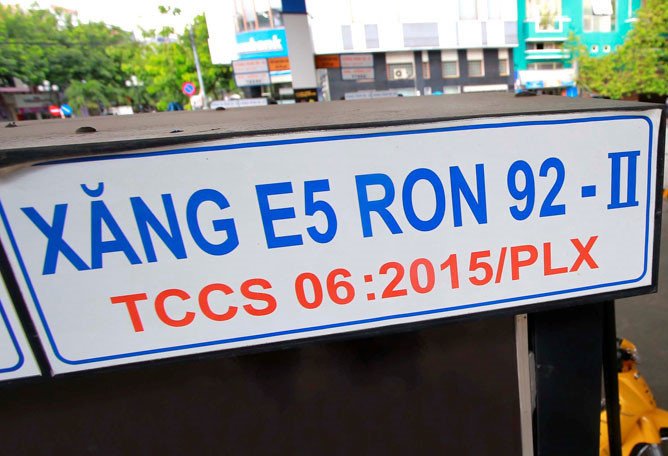 XĂNG E5 RON 92 - II
TCCS 06:2015/PLX